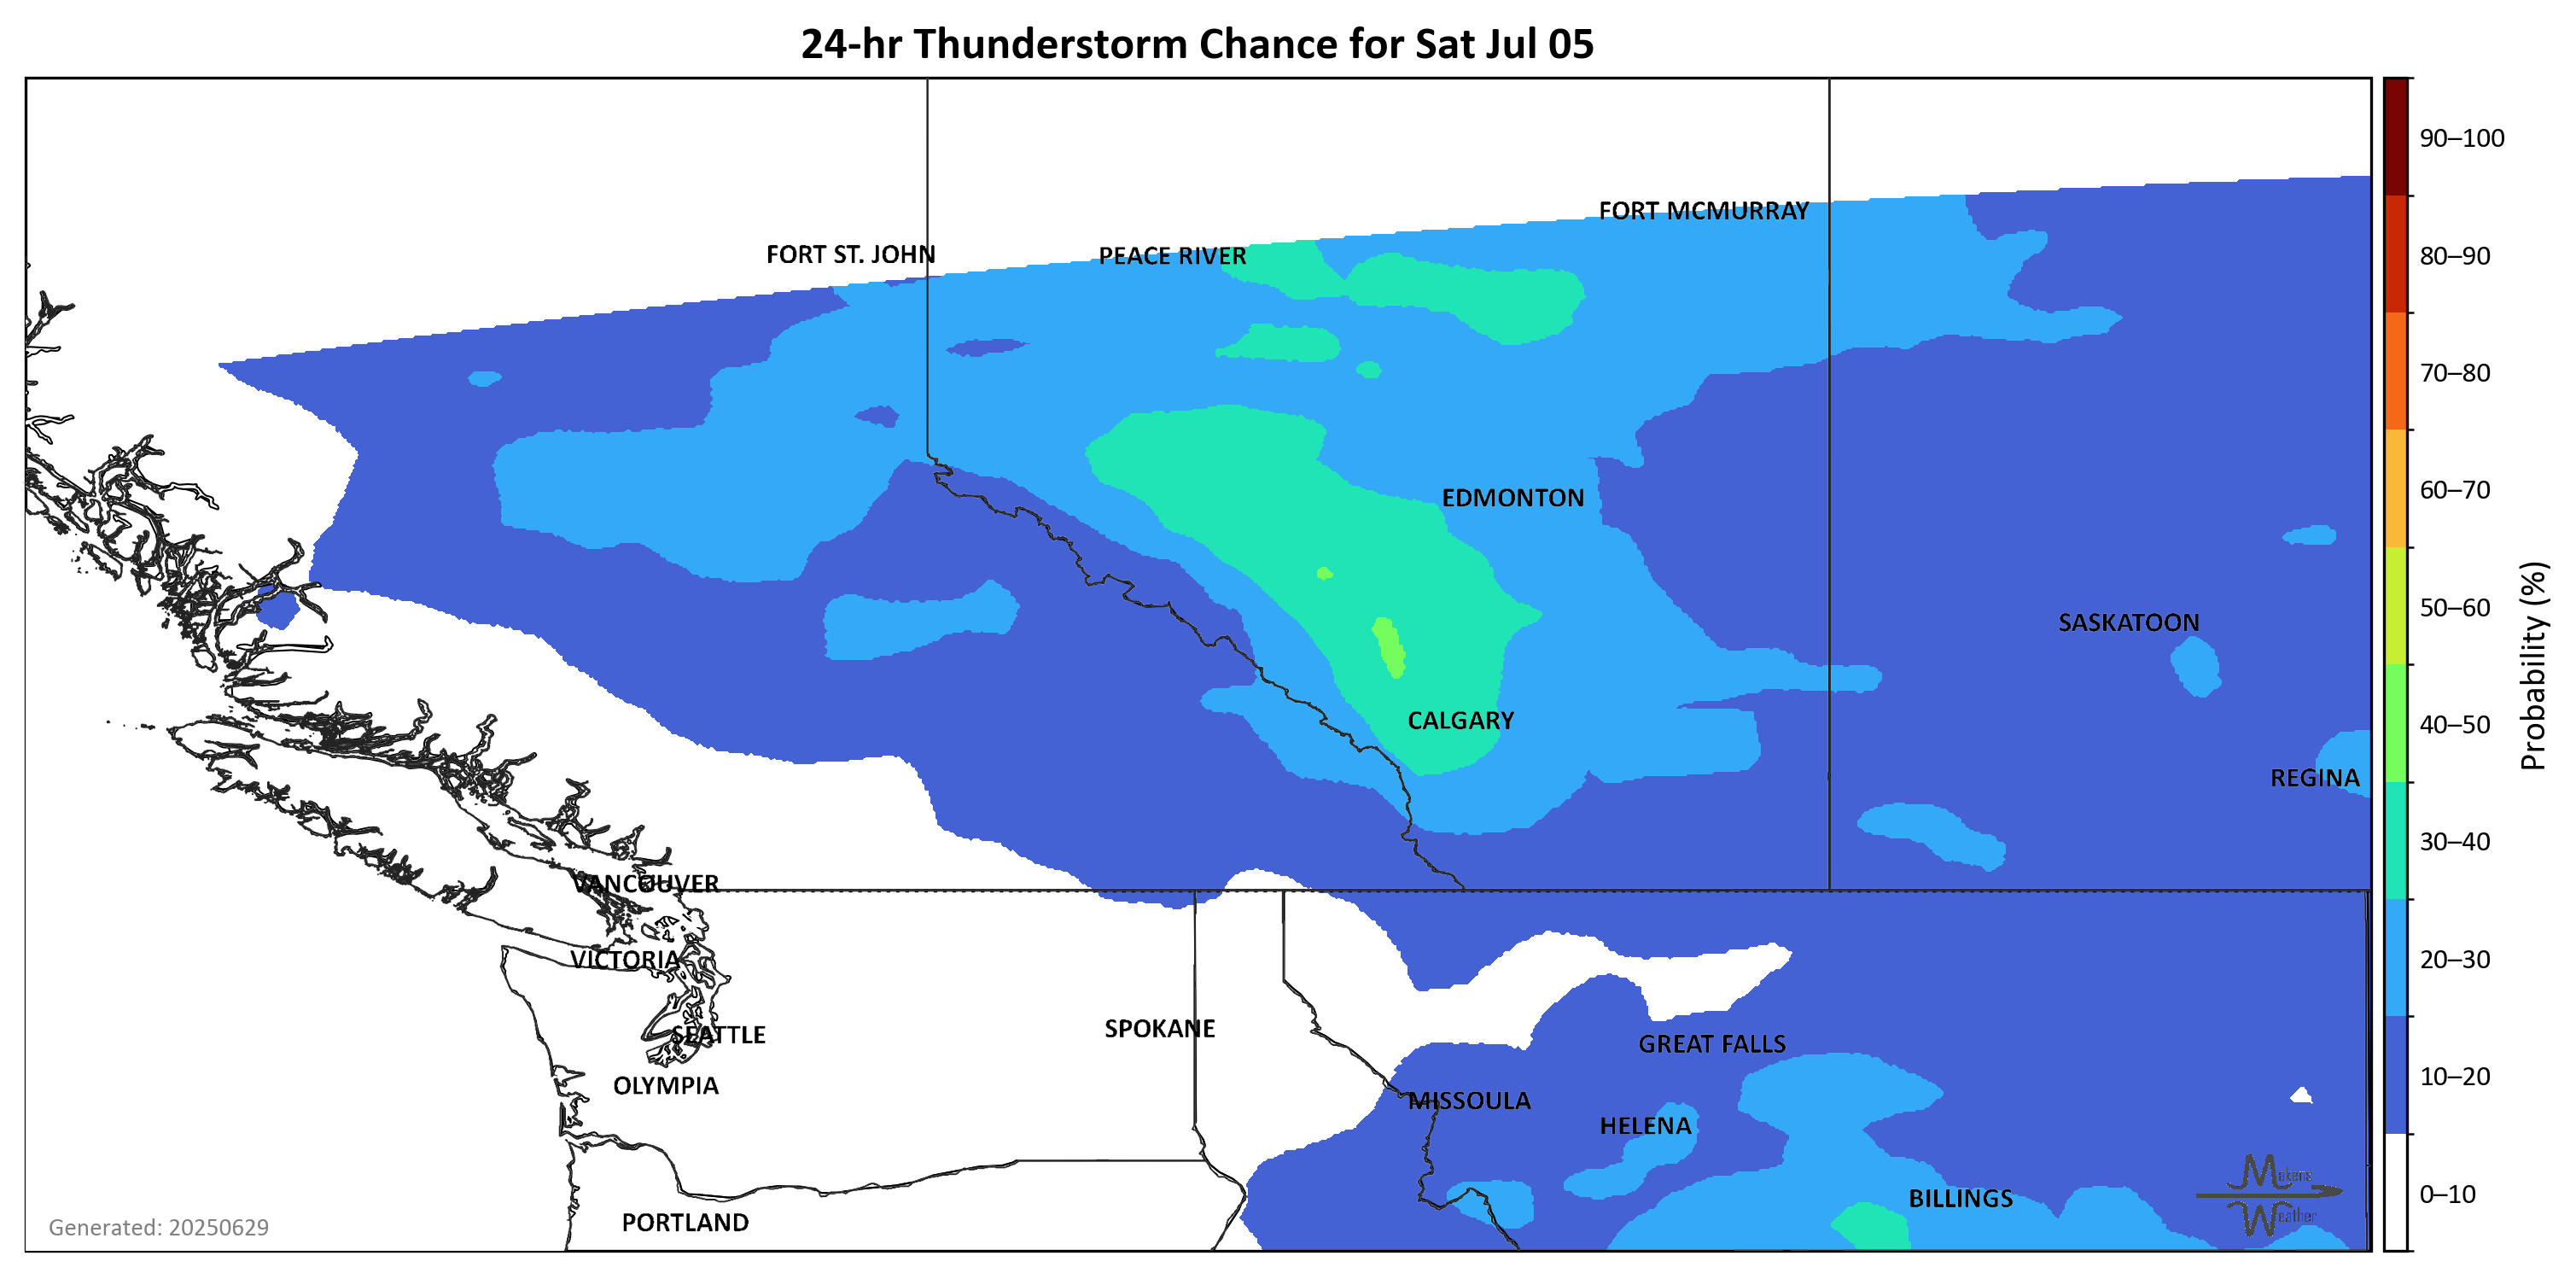 24-hr Thunderstorm Chance for Sat Jul 05
90–100
FORT MCMURRAY
FORT ST. JOHN
PEACE RIVER
80–90
70–80
EDMONTON
60–70
SASKATOON
50–60
Probability (%)
CALGARY
40–50
REGINA
30–40
VANCOUVER
VICTORIA
20–30
SPOKANE
SEATTLE
GREAT FALLS
OLYMPIA
10–20
MISSOULA
HELENA
Mekens
Weather
BILLINGS
0–10
PORTLAND
Generated: 20250629